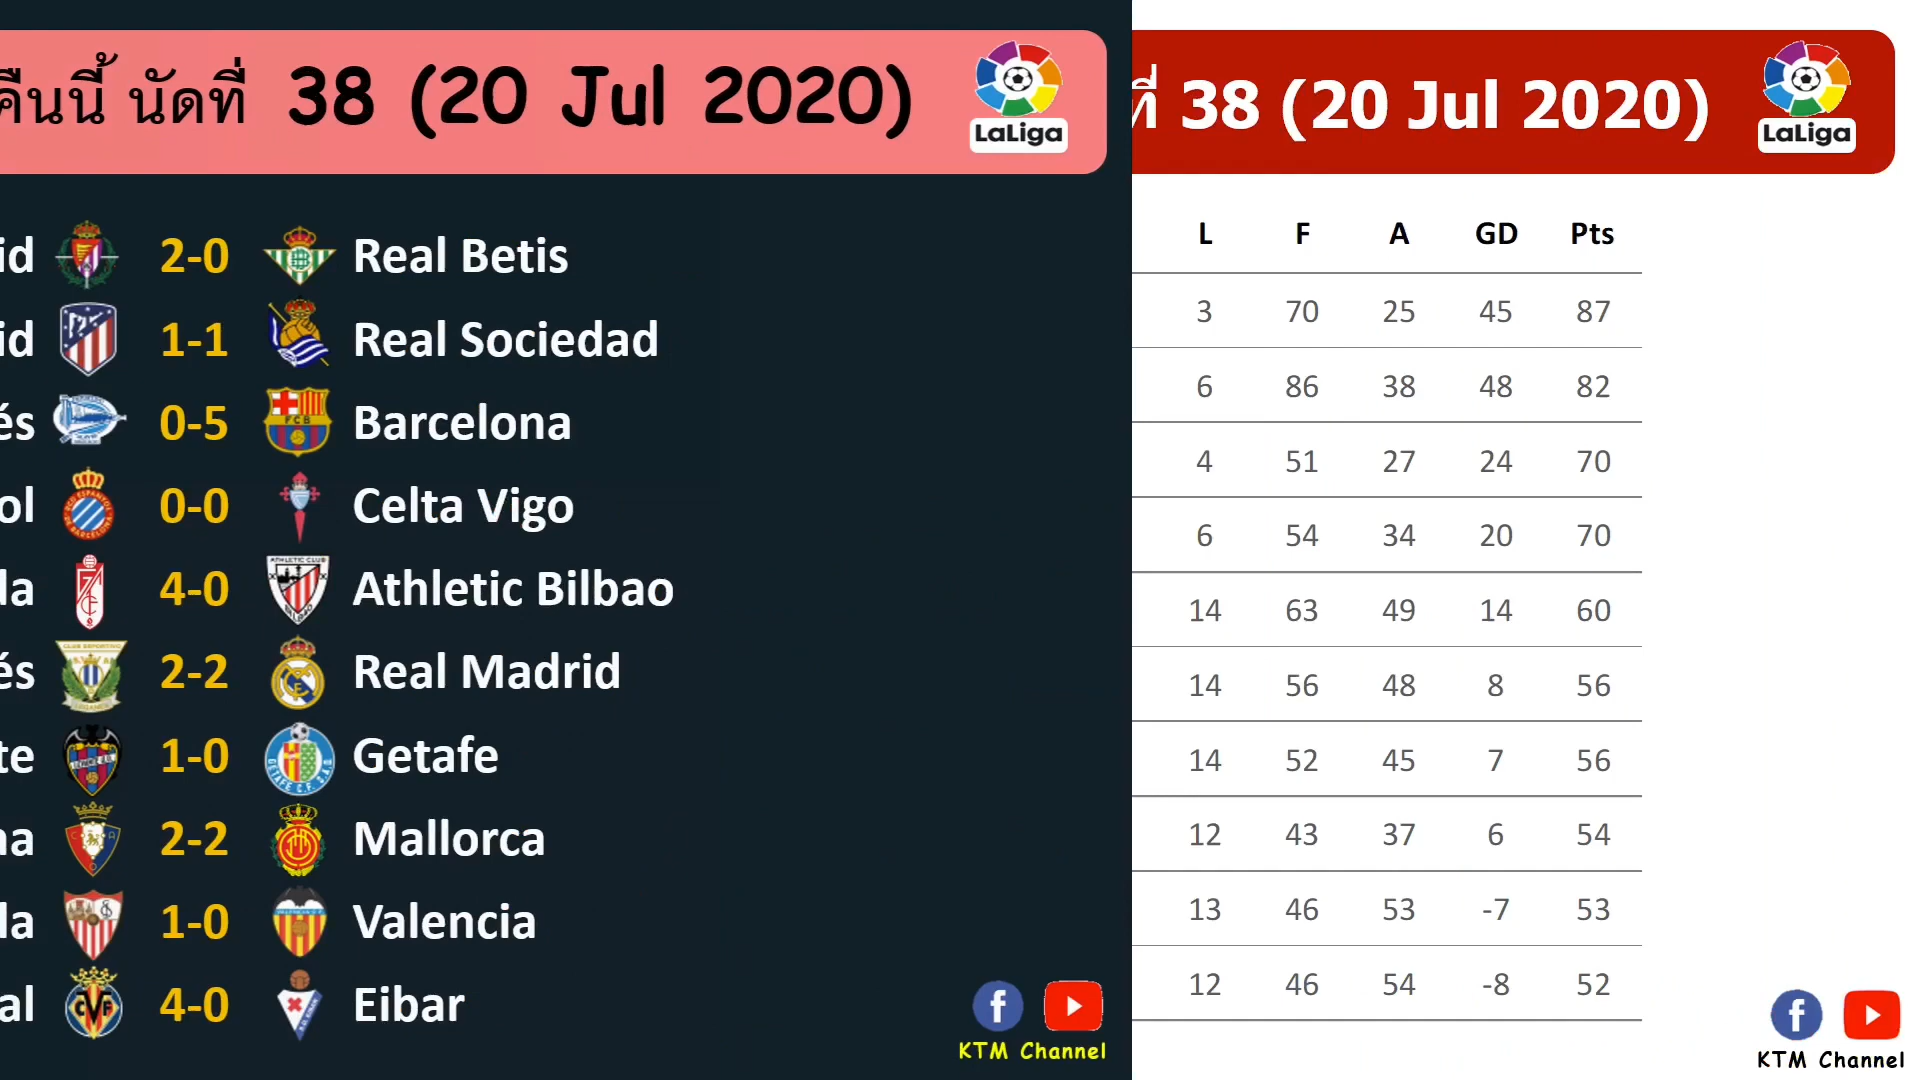 คืนนี้ นัดที่ 38 (20 Jul 2020)
LaLiga
id 2-0 Real Betis
id 1-1 Real Sociedad
és 0-5 Barcelona
ol 0-0 Celta Vigo
da 4-0 Athletic Bilbao
és 2-2 Real Madrid
te 1-0 Getafe
na 2-2 Mallorca
la 1-0 Valencia
al 4-0 Eibar
KTM Channel
ที่ 38 (20 Jul 2020)
LaLiga
L F A GD Pts
3 70 25 45 87
6 86 38 48 82
4 51 27 24 70
6 54 34 20 70
14 63 49 14 60
14 56 48 8 56
14 52 45 7 56
12 43 37 6 54
13 46 53 -7 53
12 46 54 -8 52
KTM Channel